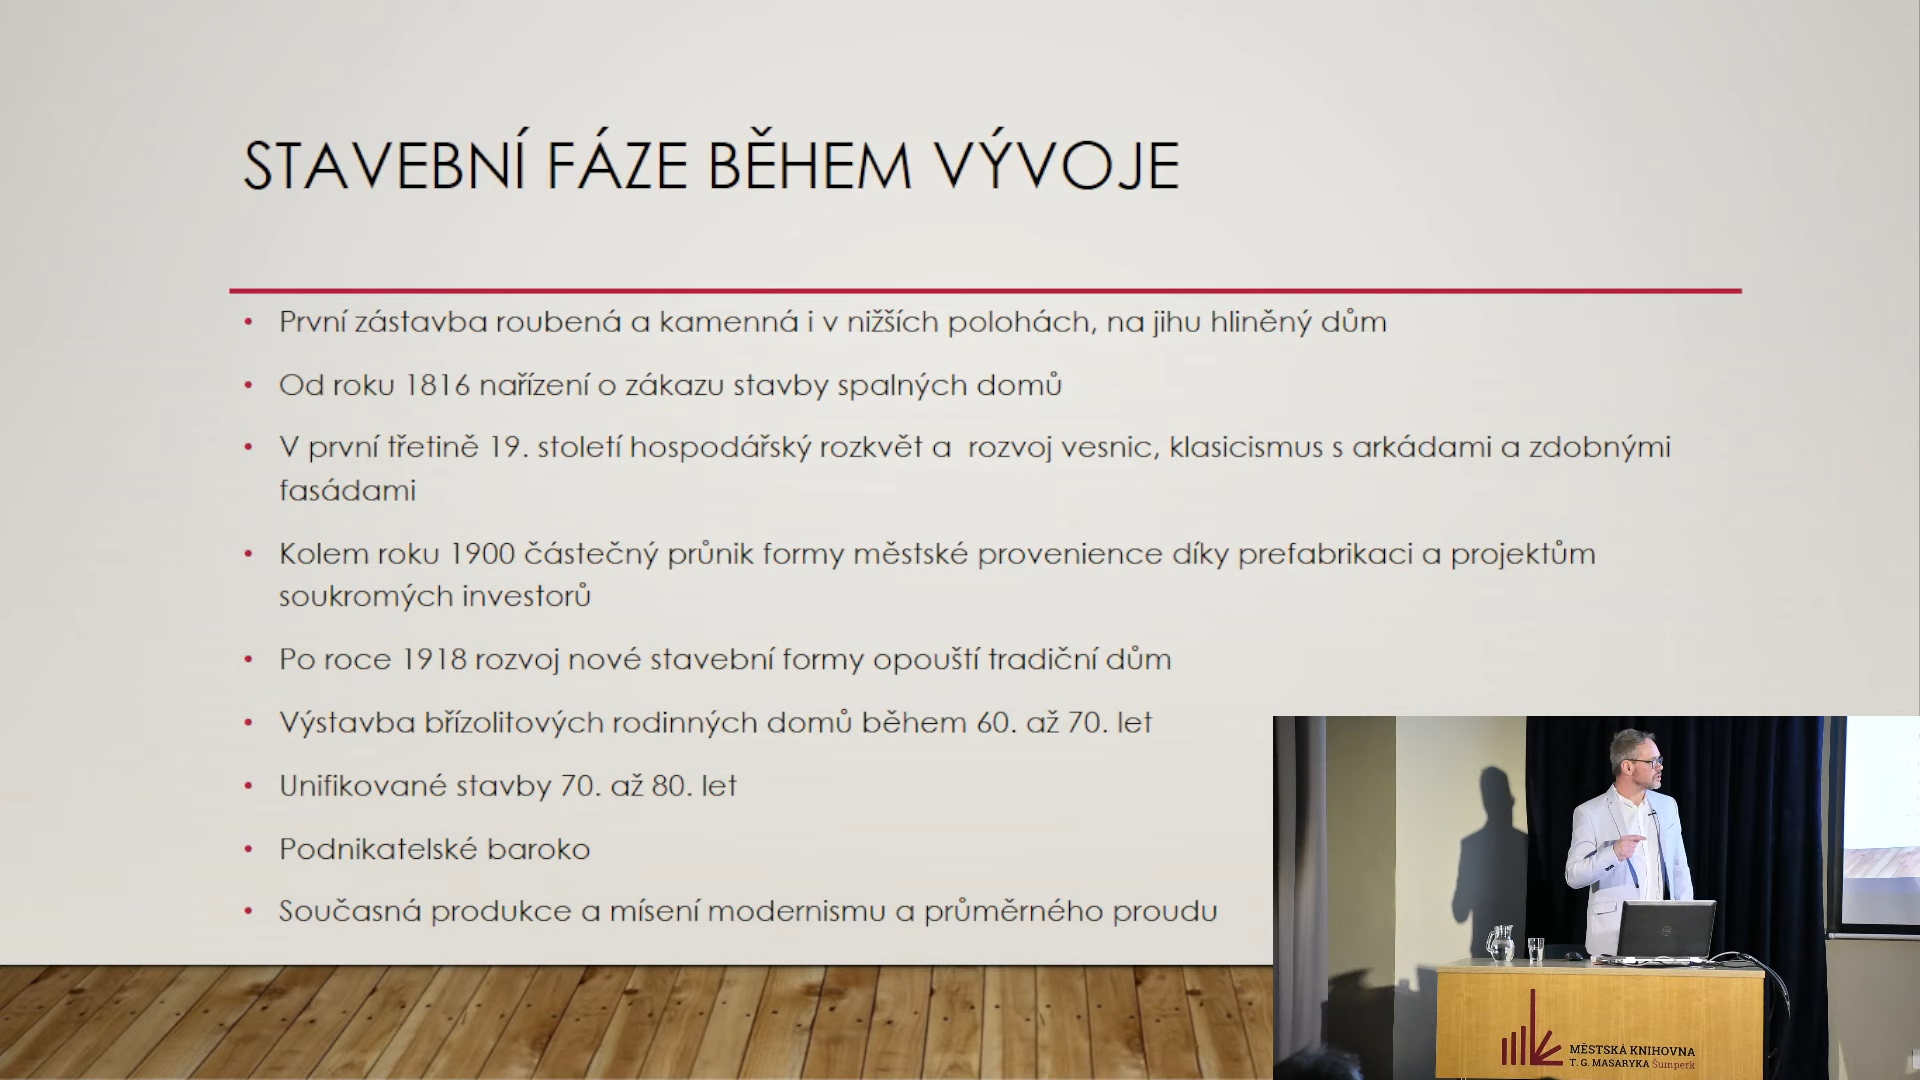 STAVEBNÍ FÁZE BĚHEM VÝVOJE
• První zástavba roubená a kamenná i v nižších polohách, na jihu hliněný dům
• Od roku 1816 nařízení o zákazu stavby spalných domů
• V první třetině 19. století hospodářský rozkvět a rozvoj vesnic, klasicismus s arkádami a zdobnými
fasádami
• Kolem roku 1900 částečný průnik formy městské provenience díky prefabrikaci a projektům
soukromých investorů
• Po roce 1918 rozvoj nové stavební formy opouští tradiční dům
• Výstavba břízolitových rodinných domů během 60. až 70. let
• Unifikované stavby 70. až 80. let
• Podnikatelské baroko
• Současná produkce a mísení modernismu a průměrného proudu
MĚSTSKÁ KNIHOVNA
T. G. MASARYKA Šumperk